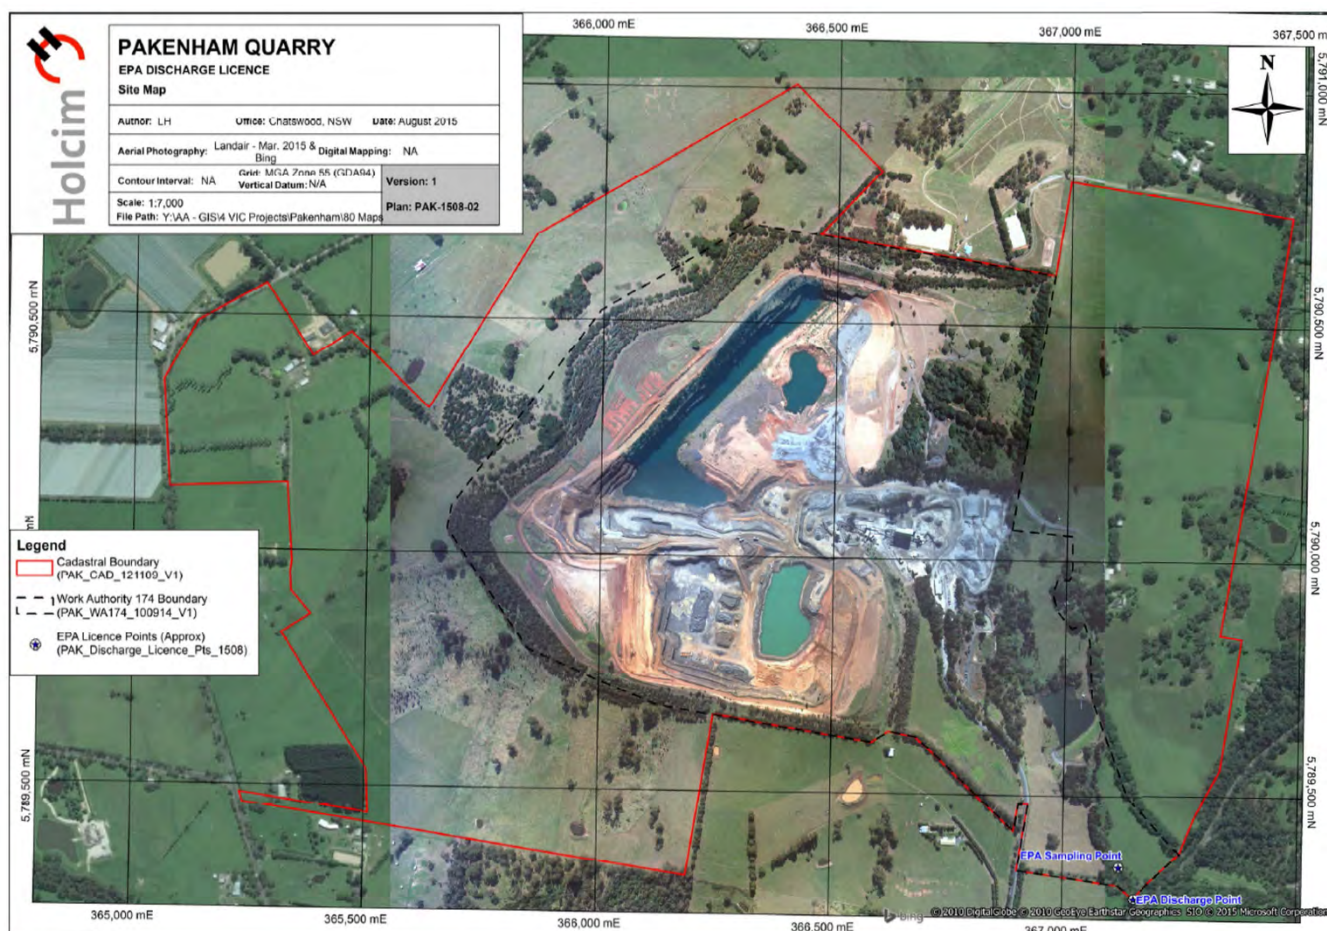 Holcim
PAKENHAM QUARRY
EPA DISCHARGE LICENCE
Site Map
Author: LH Office: Chatswood, NSW Date: August 2015
Aerial Photography: Landair - Mar. 2015 & Bing Digital Mapping: NA
Contour Interval: NA Grid: MGA Zone 55 (GDA94)
Vertical Datum: N/A
Version: 1
Scale: 1:7,000
File Path: Y:\AA - GIS\4 VIC Projects\Pakenham\80 Maps
Plan: PAK-1508-02
366,000 mE
366,500 mE
367,000 mE
367,500 mE
N
5,791,000 mN
5,790,500 mN
5,790,500 mN
mN
5,790,000 mN
Legend
Cadastral Boundary
(PAK_CAD_121109_V1)
Work Authority 174 Boundary
(PAK_WA174_100914_V1)
EPA Licence Points (Approx)
(PAK_Discharge_Licence_Pts_1508)
5,789,500 mN
5,789,500 mN
EPA Sampling Point
EPA Discharge Point
bing © 2010 DigitalGlobe © 2010 GeoEye Earthstar Geographics SIO © 2015 Microsoft Corporation
365,000 mE
365,500 mE
366,000 mE
366,500 mE
367,000 mE